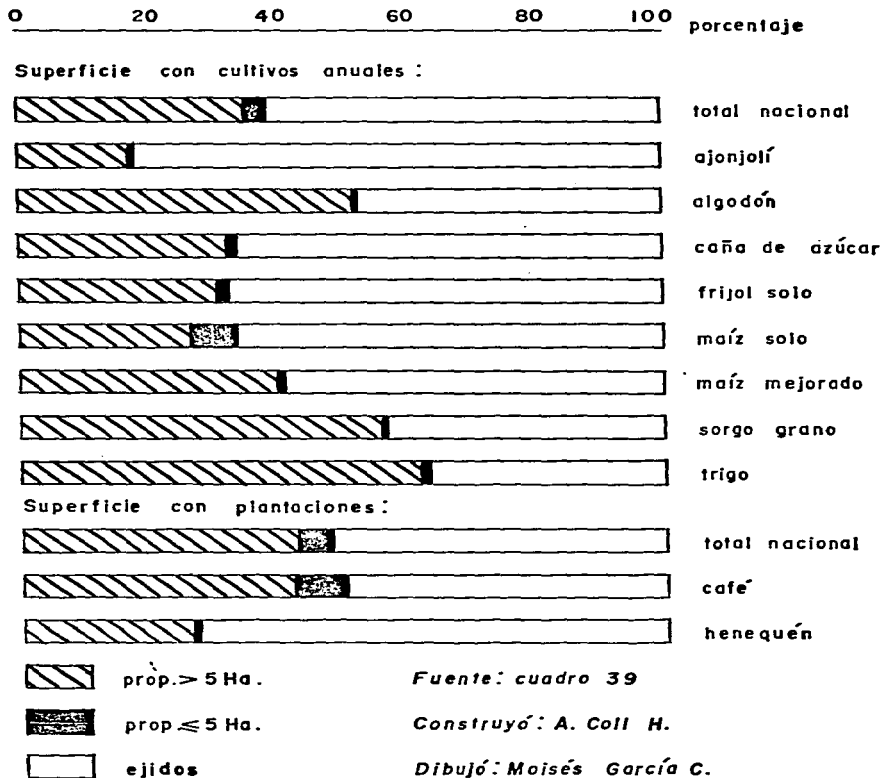 0 20 40 60 80 100
porcentaje
Superficie con cultivos anuales:
total nacional
ajonjolí
algodón
caña de azúcar
frijol solo
maíz solo
maíz mejorado
sorgo grano
trigo
Superficie con plantaciones:
total nacional
café
henequén
prop. > 5 Ha. Fuente: cuadro 39
prop ≤ 5 Ha. Construyó: A. Coll H.
ejidos Dibujó: Moisés García C.